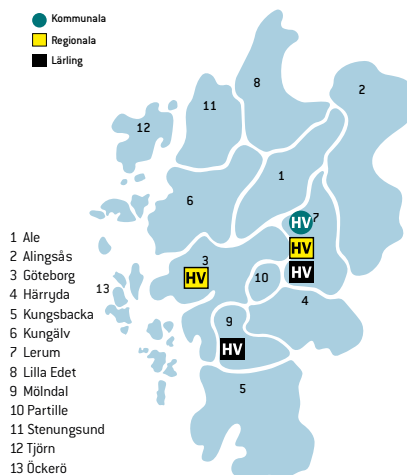 Kommunala
Regionala
Lärling
8
2
11
12
1
6
HV
7
HV
3
HV
10
HV
13
4
9
HV
5
1 Ale
2 Alingsås
3 Göteborg
4 Härryda
5 Kungsbacka
6 Kungälv
7 Lerum
8 Lilla Edet
9 Mölndal
10 Partille
11 Stenungsund
12 Tjörn
13 Öckerö